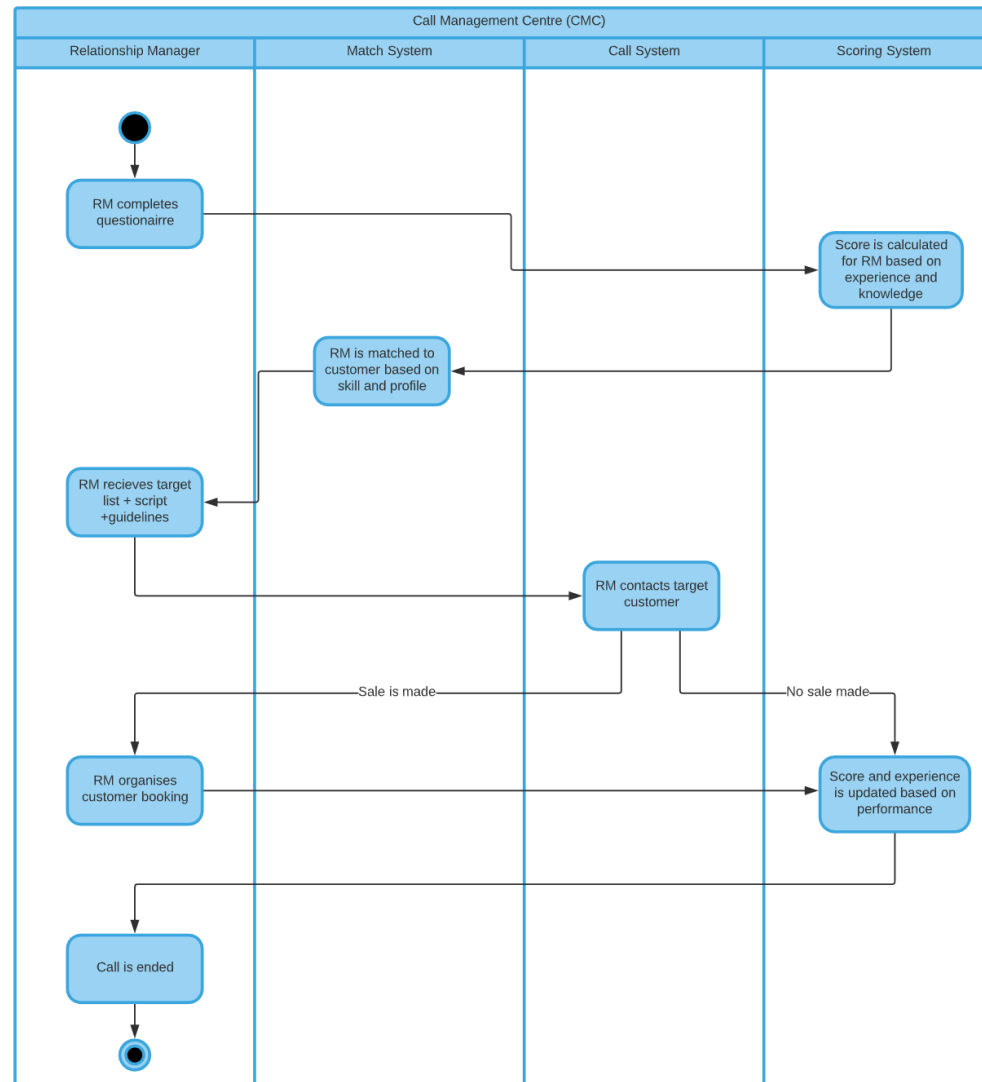 Call Management Centre (CMC)
Relationship Manager
Match System
Call System
Scoring System
RM completes
questionairre
Score is calculated
for RM based on
experience and
knowledge
RM is matched to
customer based on
skill and profile
RM recieves target
list + script
+guidelines
RM contacts target
customer
Sale is made
No sale made
RM organises
customer booking
Score and experience
is updated based on
performance
Call is ended